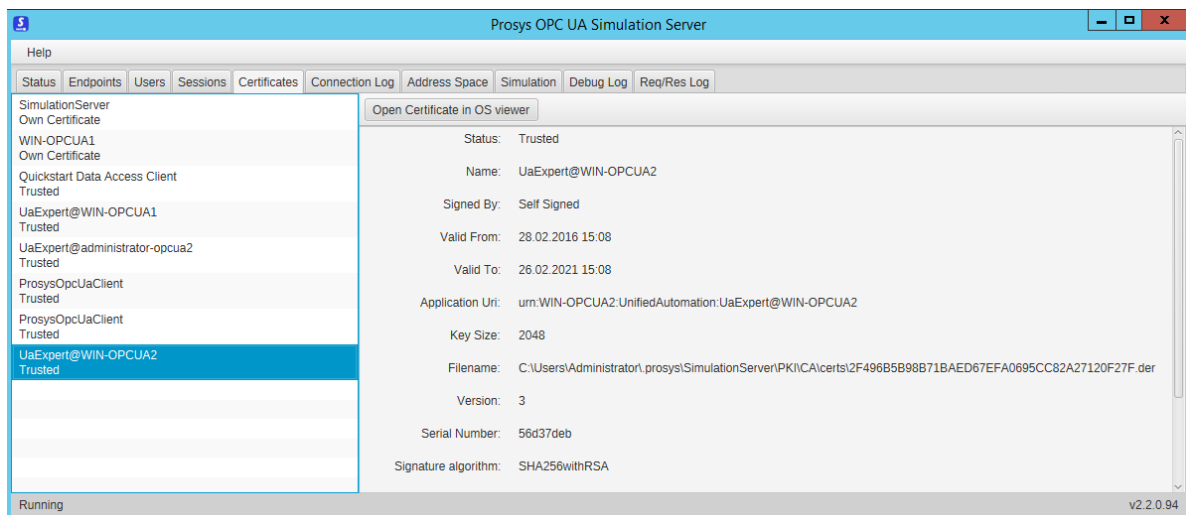 Prosys OPC UA Simulation Server
Help
Status Endpoints Users Sessions Certificates Connection Log Address Space Simulation Debug Log Req/Res Log
SimulationServer
Own Certificate
WIN-OPCUA1
Own Certificate
Quickstart Data Access Client
Trusted
UaExpert@WIN-OPCUA1
Trusted
UaExpert@administrator-opcua2
Trusted
ProsysOpcUaClient
Trusted
ProsysOpcUaClient
Trusted
UaExpert@WIN-OPCUA2
Trusted
Open Certificate in OS viewer
Status: Trusted
Name: UaExpert@WIN-OPCUA2
Signed By: Self Signed
Valid From: 28.02.2016 15:08
Valid To: 26.02.2021 15:08
Application Uri: urn:WIN-OPCUA2:UnifiedAutomation:UaExpert@WIN-OPCUA2
Key Size: 2048
Filename: C:\Users\Administrator\.prosys\SimulationServer\PKI\CA\certs\2F496B5B98B71BAED67EFA0695CC82A27120F27F.der
Version: 3
Serial Number: 56d37deb
Signature algorithm: SHA256withRSA
Running v2.2.0.94